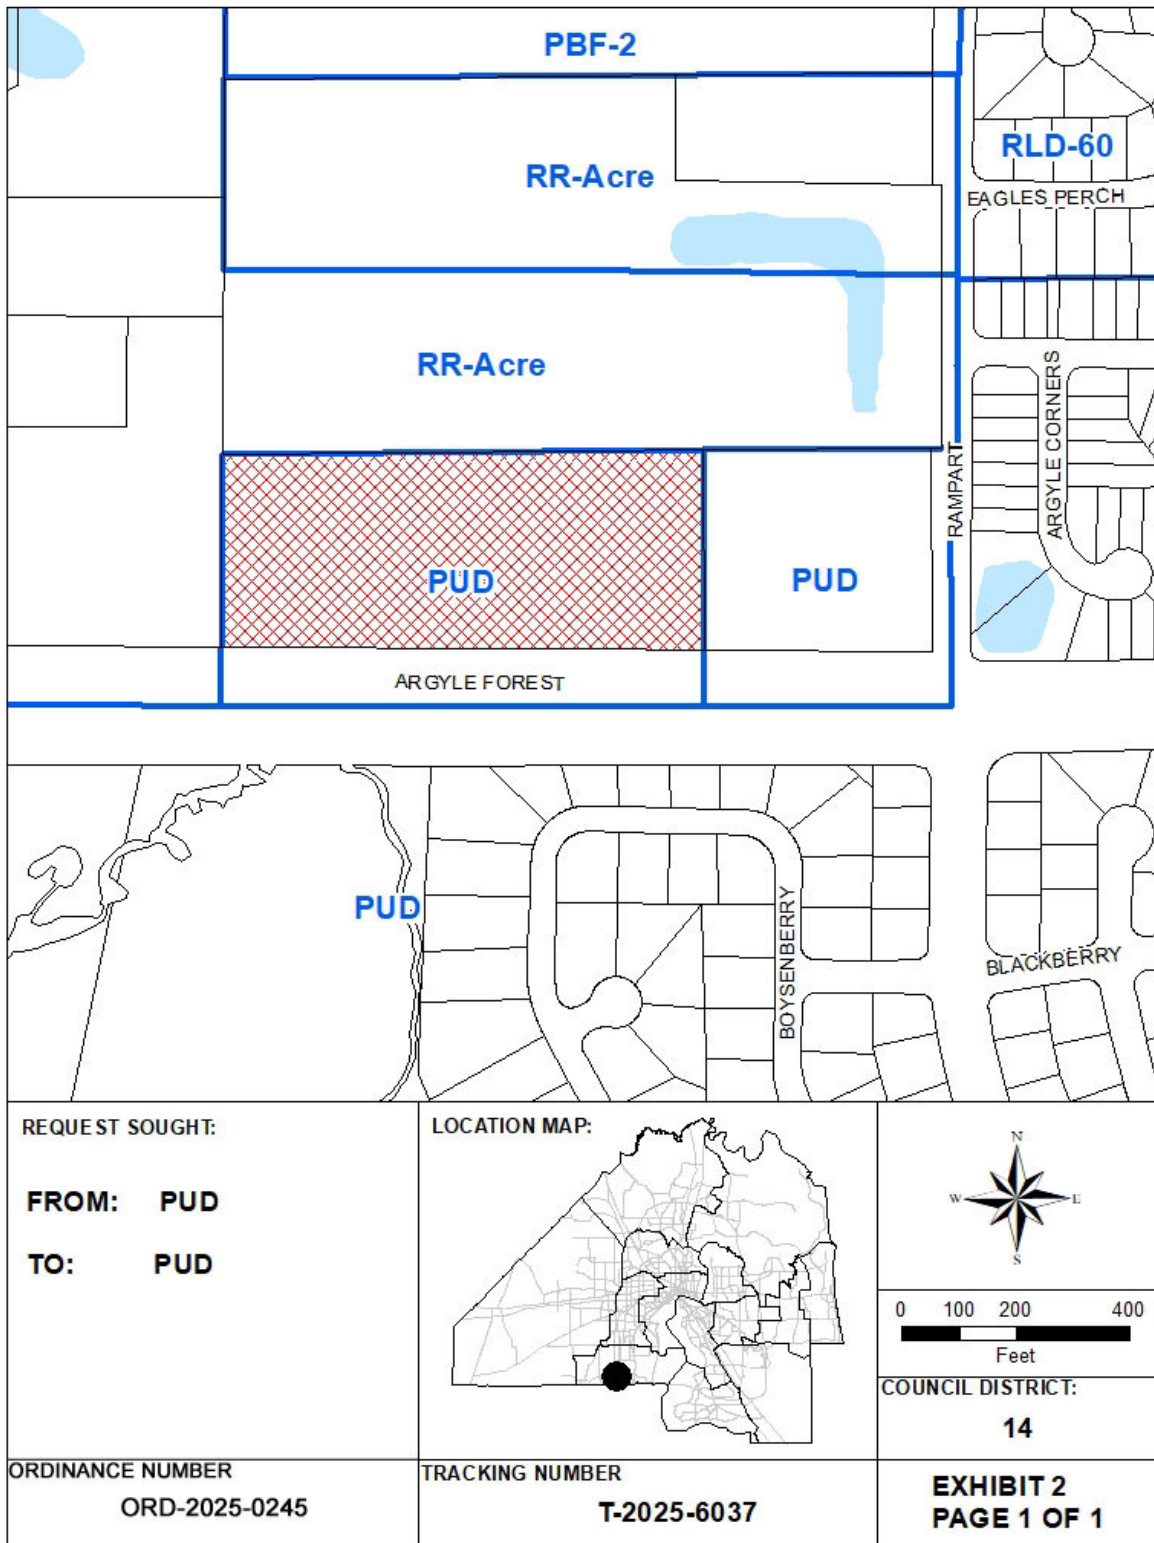 PBF-2
RR-Acre
RLD-60
EAGLES PERCH
RR-Acre
ARGYLE CORNERS
RAMPART
PUD
PUD
ARGYLE FOREST
PUD
BOYSENBERRY
BLACKBERRY
REQUEST SOUGHT:
FROM: PUD
TO: PUD
LOCATION MAP:
N
W E
S
0 100 200 400
Feet
COUNCIL DISTRICT:
14
ORDINANCE NUMBER
ORD-2025-0245
TRACKING NUMBER
T-2025-6037
EXHIBIT 2
PAGE 1 OF 1